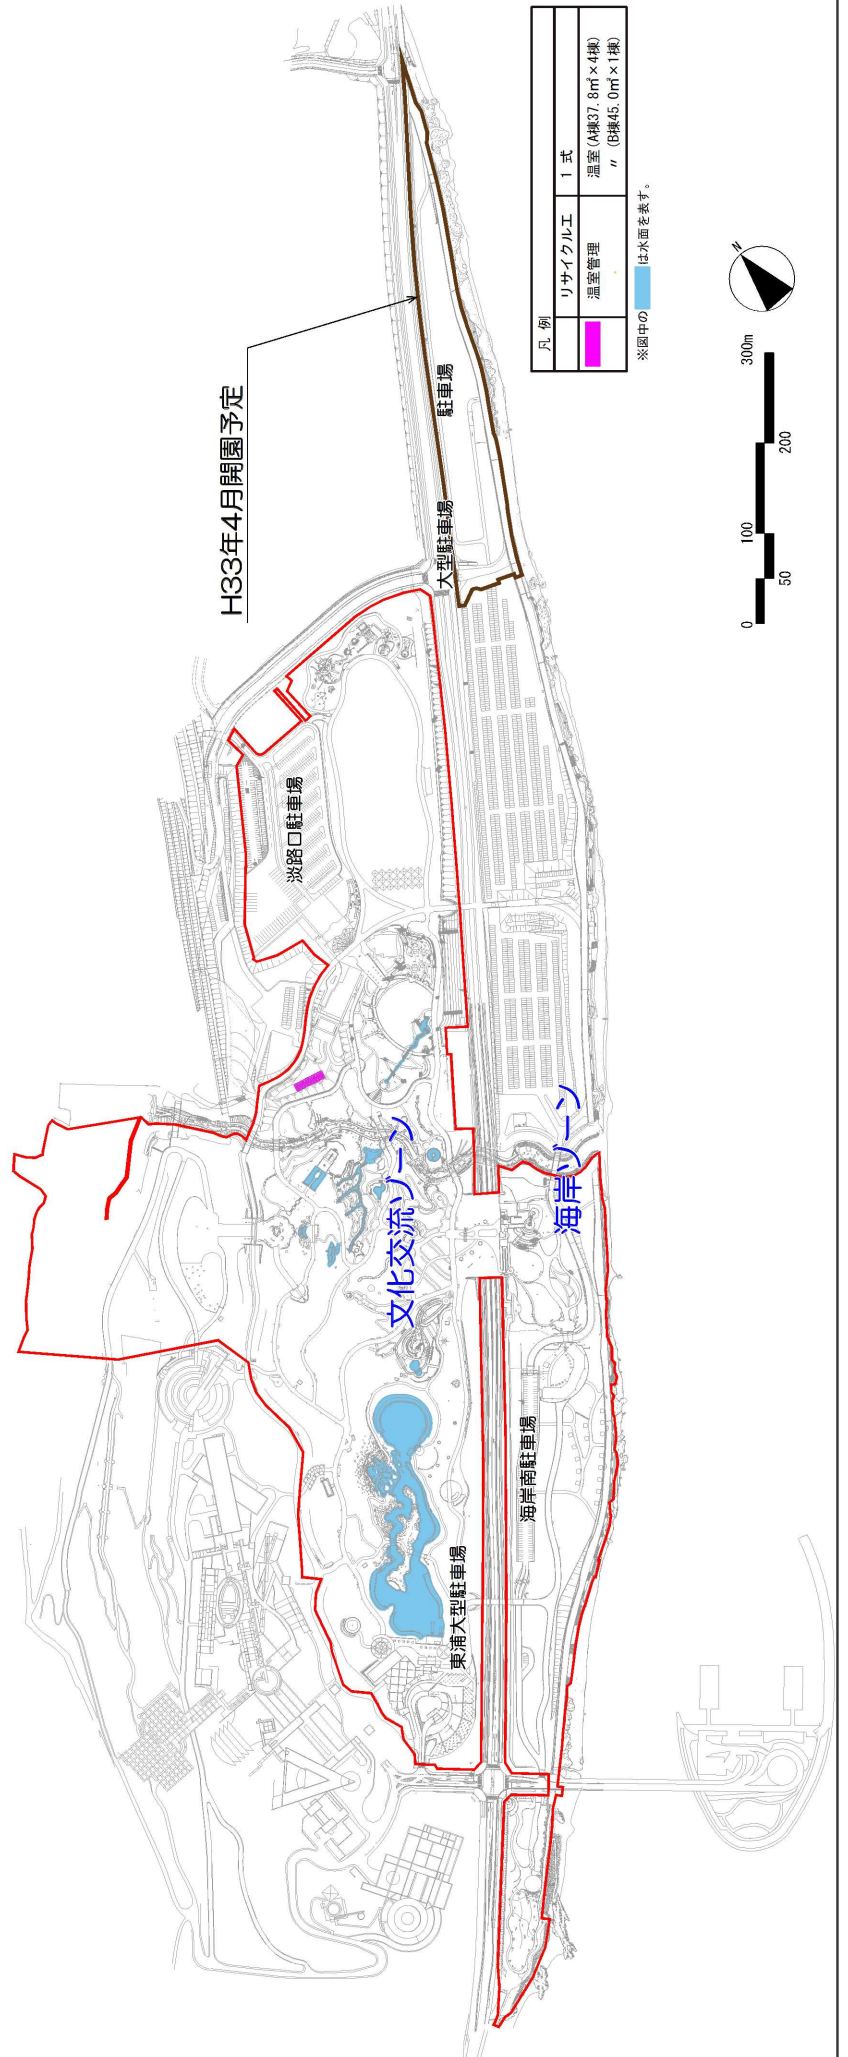 H33年4月開園予定
凡 例
リサイクル工
1 式
温室管理
温室(A棟37.8㎡×4棟)
〃 (B棟45.0㎡×1棟)
※図中の は水面を表す。
N
0
50
100
200
300m
駐車場
大型駐車場
淡路口駐車場
文化交流ゾーン
海岸ゾーン
海岸南駐車場
東浦大型駐車場